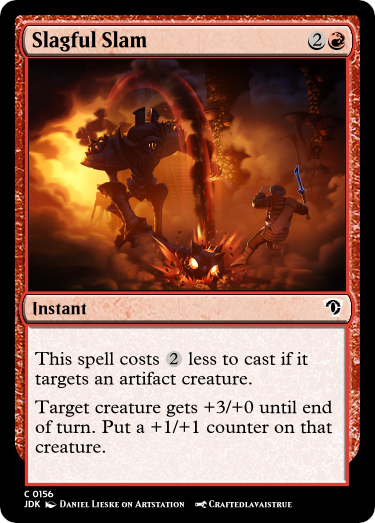 Slagful Slam 2
Instant
This spell costs 2 less to cast if it
targets an artifact creature.
Target creature gets +3/+0 until end
of turn. Put a +1/+1 counter on that
creature.
C 0156
JDK Daniel Lieske on Artstation Craftedlavaistrue